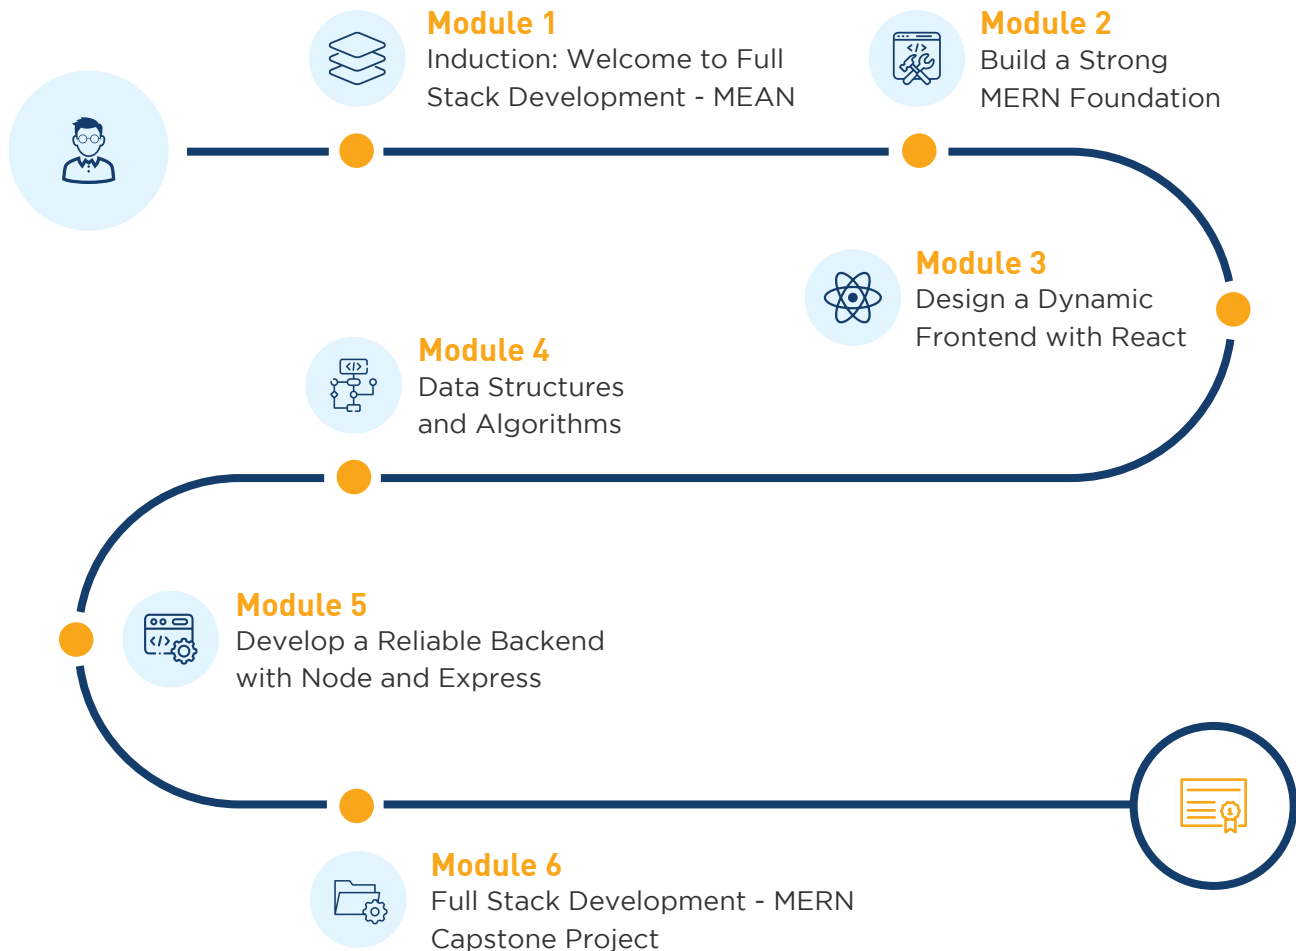 Module 1
Induction: Welcome to Full
Stack Development - MEAN
Module 2
Build a Strong
MERN Foundation
Module 3
Design a Dynamic
Frontend with React
Module 4
Data Structures
and Algorithms
Module 5
Develop a Reliable Backend
with Node and Express
Module 6
Full Stack Development - MERN
Capstone Project